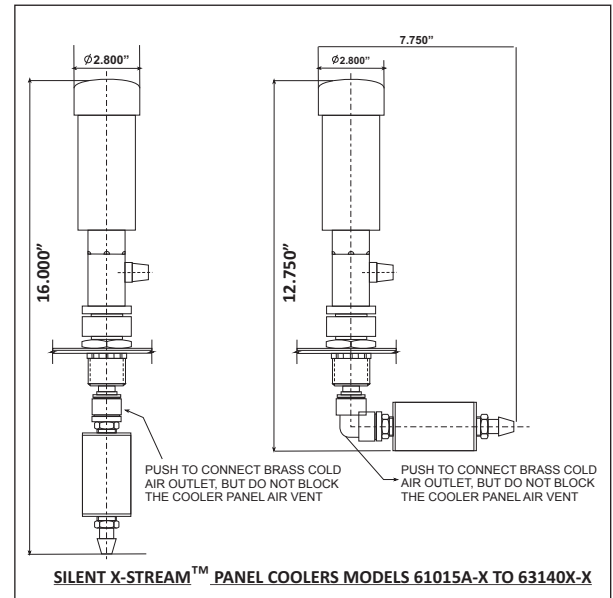 7.750”
Ø2.800”
Ø2.800”
16.000”
12.750”
PUSH TO CONNECT BRASS COLD
AIR OUTLET, BUT DO NOT BLOCK
THE COOLER PANEL AIR VENT
PUSH TO CONNECT BRASS COLD
AIR OUTLET, BUT DO NOT BLOCK
THE COOLER PANEL AIR VENT
SILENT X-STREAM™ PANEL COOLERS MODELS 61015A-X TO 63140X-X